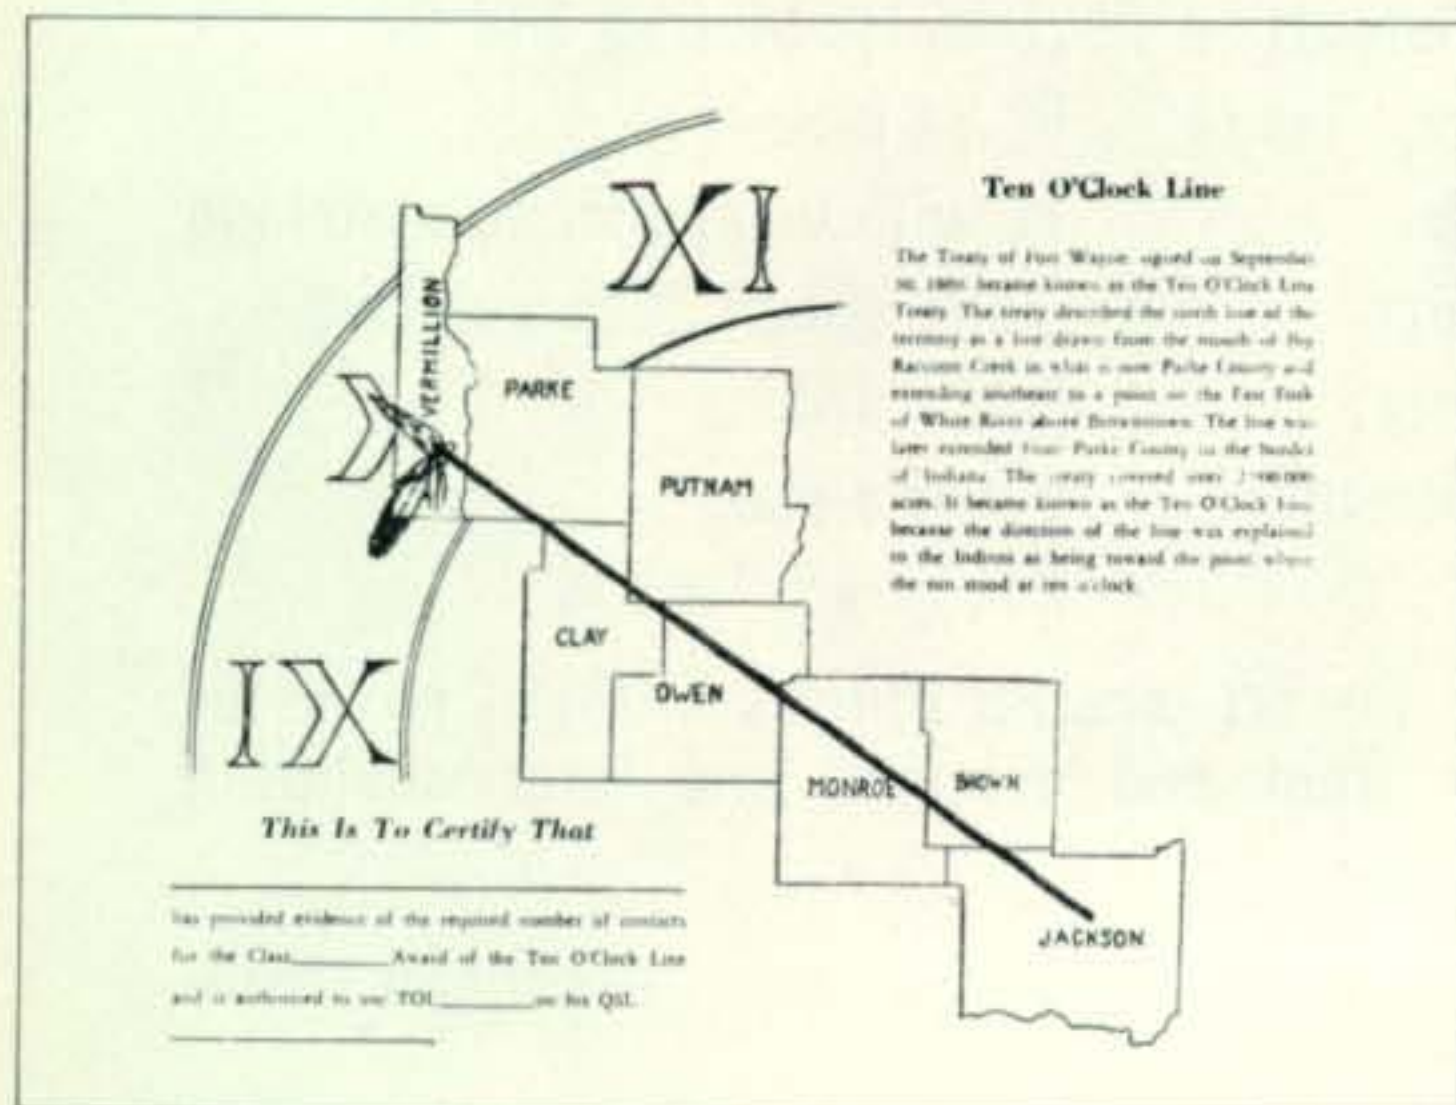 Ten O'Clock Line
The Treaty of Fort Wayne signed on September
30, became known as the Ten O'Clock Line
Treaty. The treaty described the north line of the
territory as a line drawn from the mouth of the
Raccoon Creek in what is now Parke County and
extending southeast to a point on the East Fork
of White River above Brownstown. The line was
later extended from Parke County to the border
of Indiana. The treaty covered over
acres. It became known as the Ten O'Clock Line
because the direction of the line was explained
to the Indians as being toward the point where
the sun stood at ten o'clock.
XI
X
IX
VERMILLION
PARKE
PUTNAM
CLAY
OWEN
MONROE
BROWN
JACKSON
This Is To Certify That
has provided evidence of the required number of contacts
for the Class Award of the Ten O'Clock Line
and is authorized to use TOL on his QSL